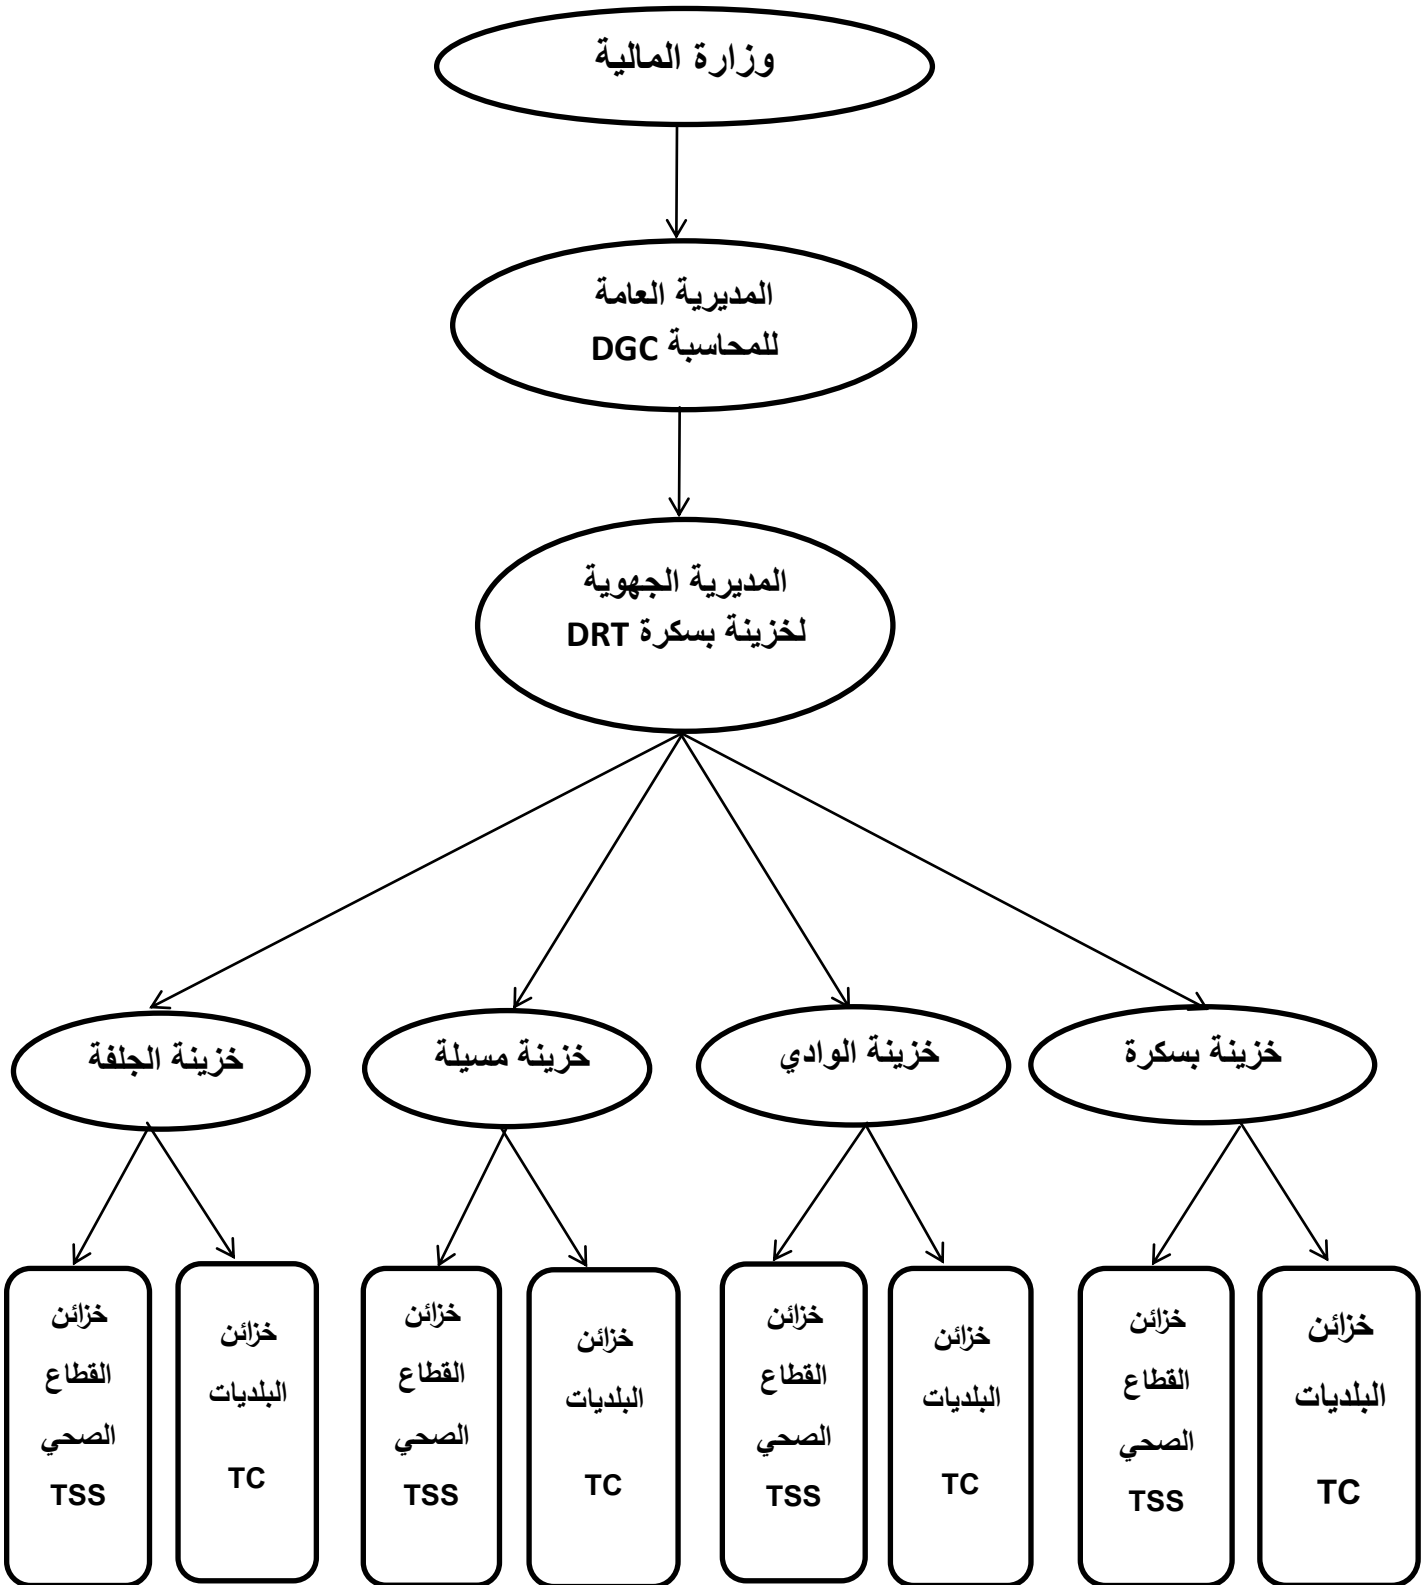 وزارة المالية
المديرية العامة
للمحاسبة DGC
المديرية الجهوية
لخزينة بسكرة DRT
خزينة بسكرة
خزينة الوادي
خزينة مسيلة
خزينة الجلفة
خزائن
البلديات
TC
خزائن
القطاع
الصحي
TSS
خزائن
البلديات
TC
خزائن
القطاع
الصحي
TSS
خزائن
البلديات
TC
خزائن
القطاع
الصحي
TSS
خزائن
البلديات
TC
خزائن
القطاع
الصحي
TSS